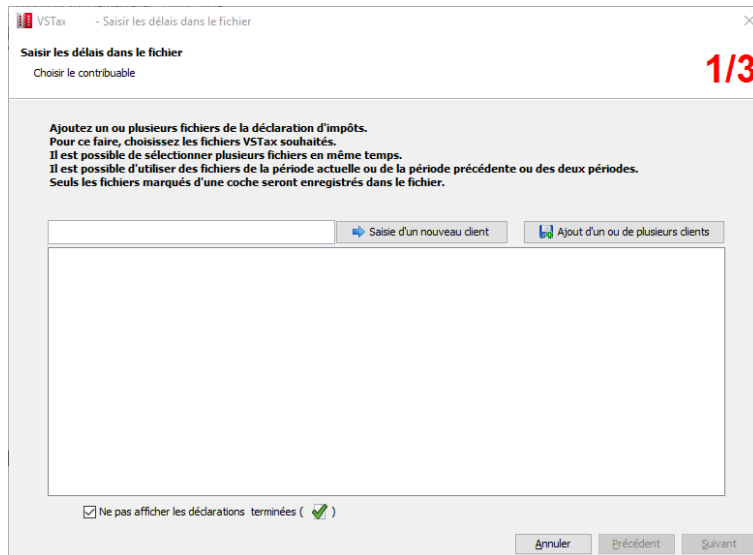 VSTax - Saisir les délais dans le fichier
Saisir les délais dans le fichier
Choisir le contribuable
1/3
Ajoutez un ou plusieurs fichiers de la déclaration d'impôts.
Pour ce faire, choisissez les fichiers VSTax souhaités.
Il est possible de sélectionner plusieurs fichiers en même temps.
Il est possible d'utiliser des fichiers de la période actuelle ou de la période précédente ou des deux périodes.
Seuls les fichiers marqués d'une coche seront enregistrés dans le fichier.
Saisie d'un nouveau client
Ajout d'un ou de plusieurs clients
Ne pas afficher les déclarations terminées ( )
Annuler Précédent Suivant